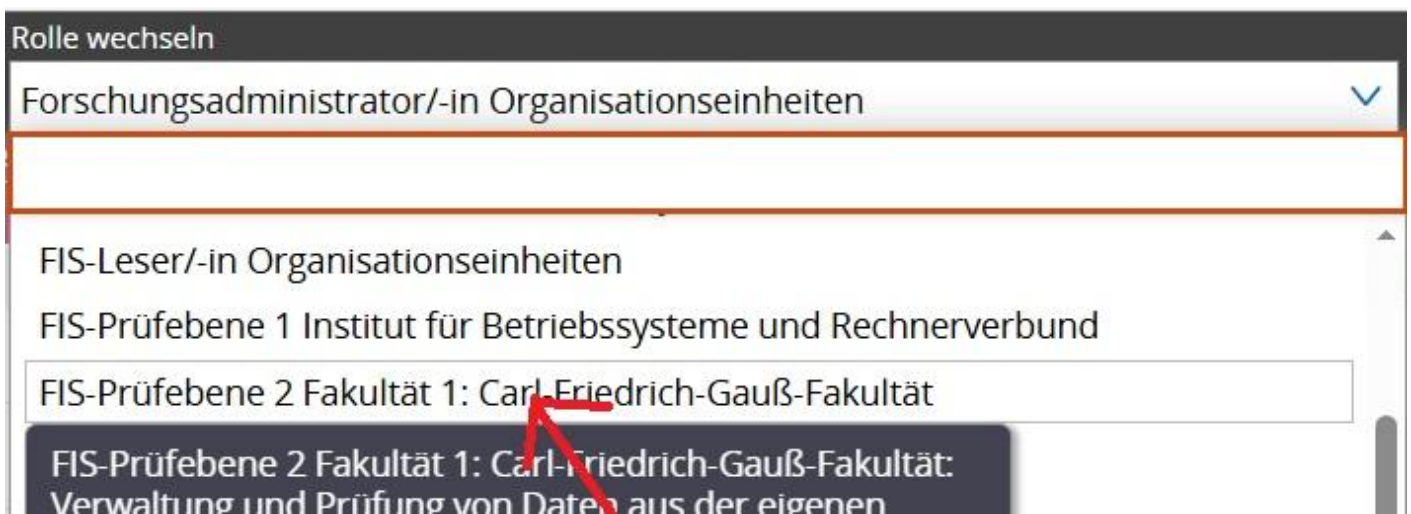 Rolle wechseln
Forschungsadministrator/-in Organisationseinheiten
FIS-Leser/-in Organisationseinheiten
FIS-Prüfebene 1 Institut für Betriebssysteme und Rechnerverbund
FIS-Prüfebene 2 Fakultät 1: Carl-Friedrich-Gauß-Fakultät
FIS-Prüfebene 2 Fakultät 1: Carl-Friedrich-Gauß-Fakultät:
Verwaltung und Prüfung von Daten aus der eigenen